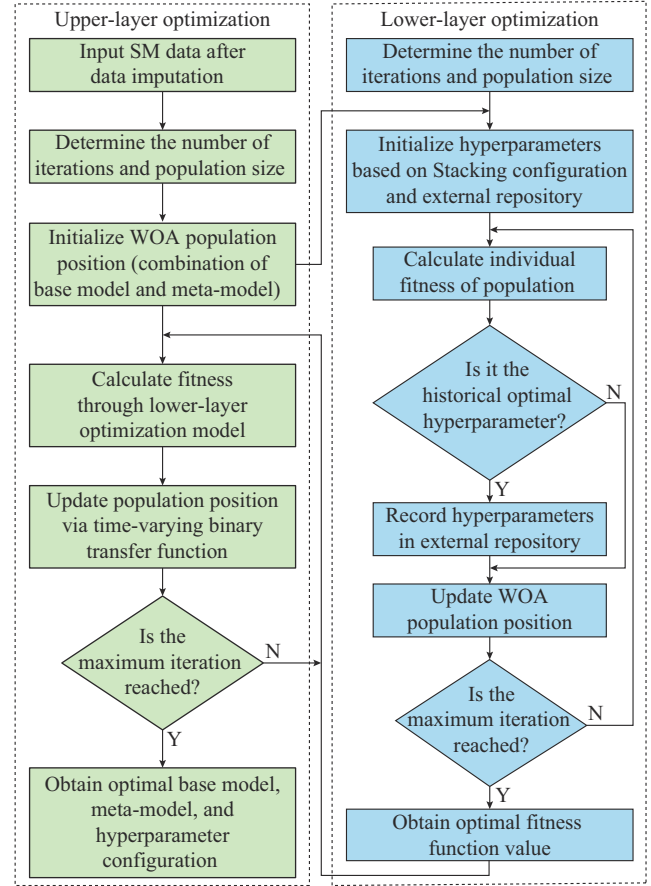 Upper-layer optimization
Input SM data after
data imputation
Determine the number of
iterations and population size
Initialize WOA population
position (combination of
base model and meta-model)
Calculate fitness
through lower-layer
optimization model
Update population position
via time-varying binary
transfer function
Is the
maximum iteration
reached?
N
Y
Obtain optimal base model,
meta-model, and
hyperparameter
configuration
Lower-layer optimization
Determine the number of
iterations and population size
Initialize hyperparameters
based on Stacking configuration
and external repository
Calculate individual
fitness of population
Is it the
historical optimal
hyperparameter?
N
Y
Record hyperparameters
in external repository
Update WOA
population position
Is the
maximum iteration
reached?
N
Y
Obtain optimal fitness
function value